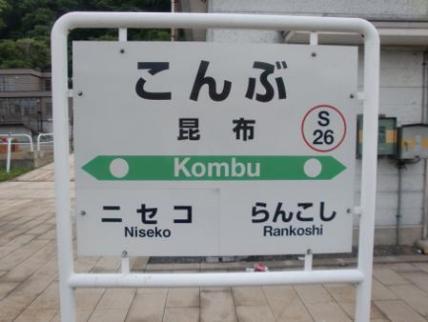 こんぶ
昆布
S
26
Kombu
ニセコ
Niseko
らんこし
Rankoshi